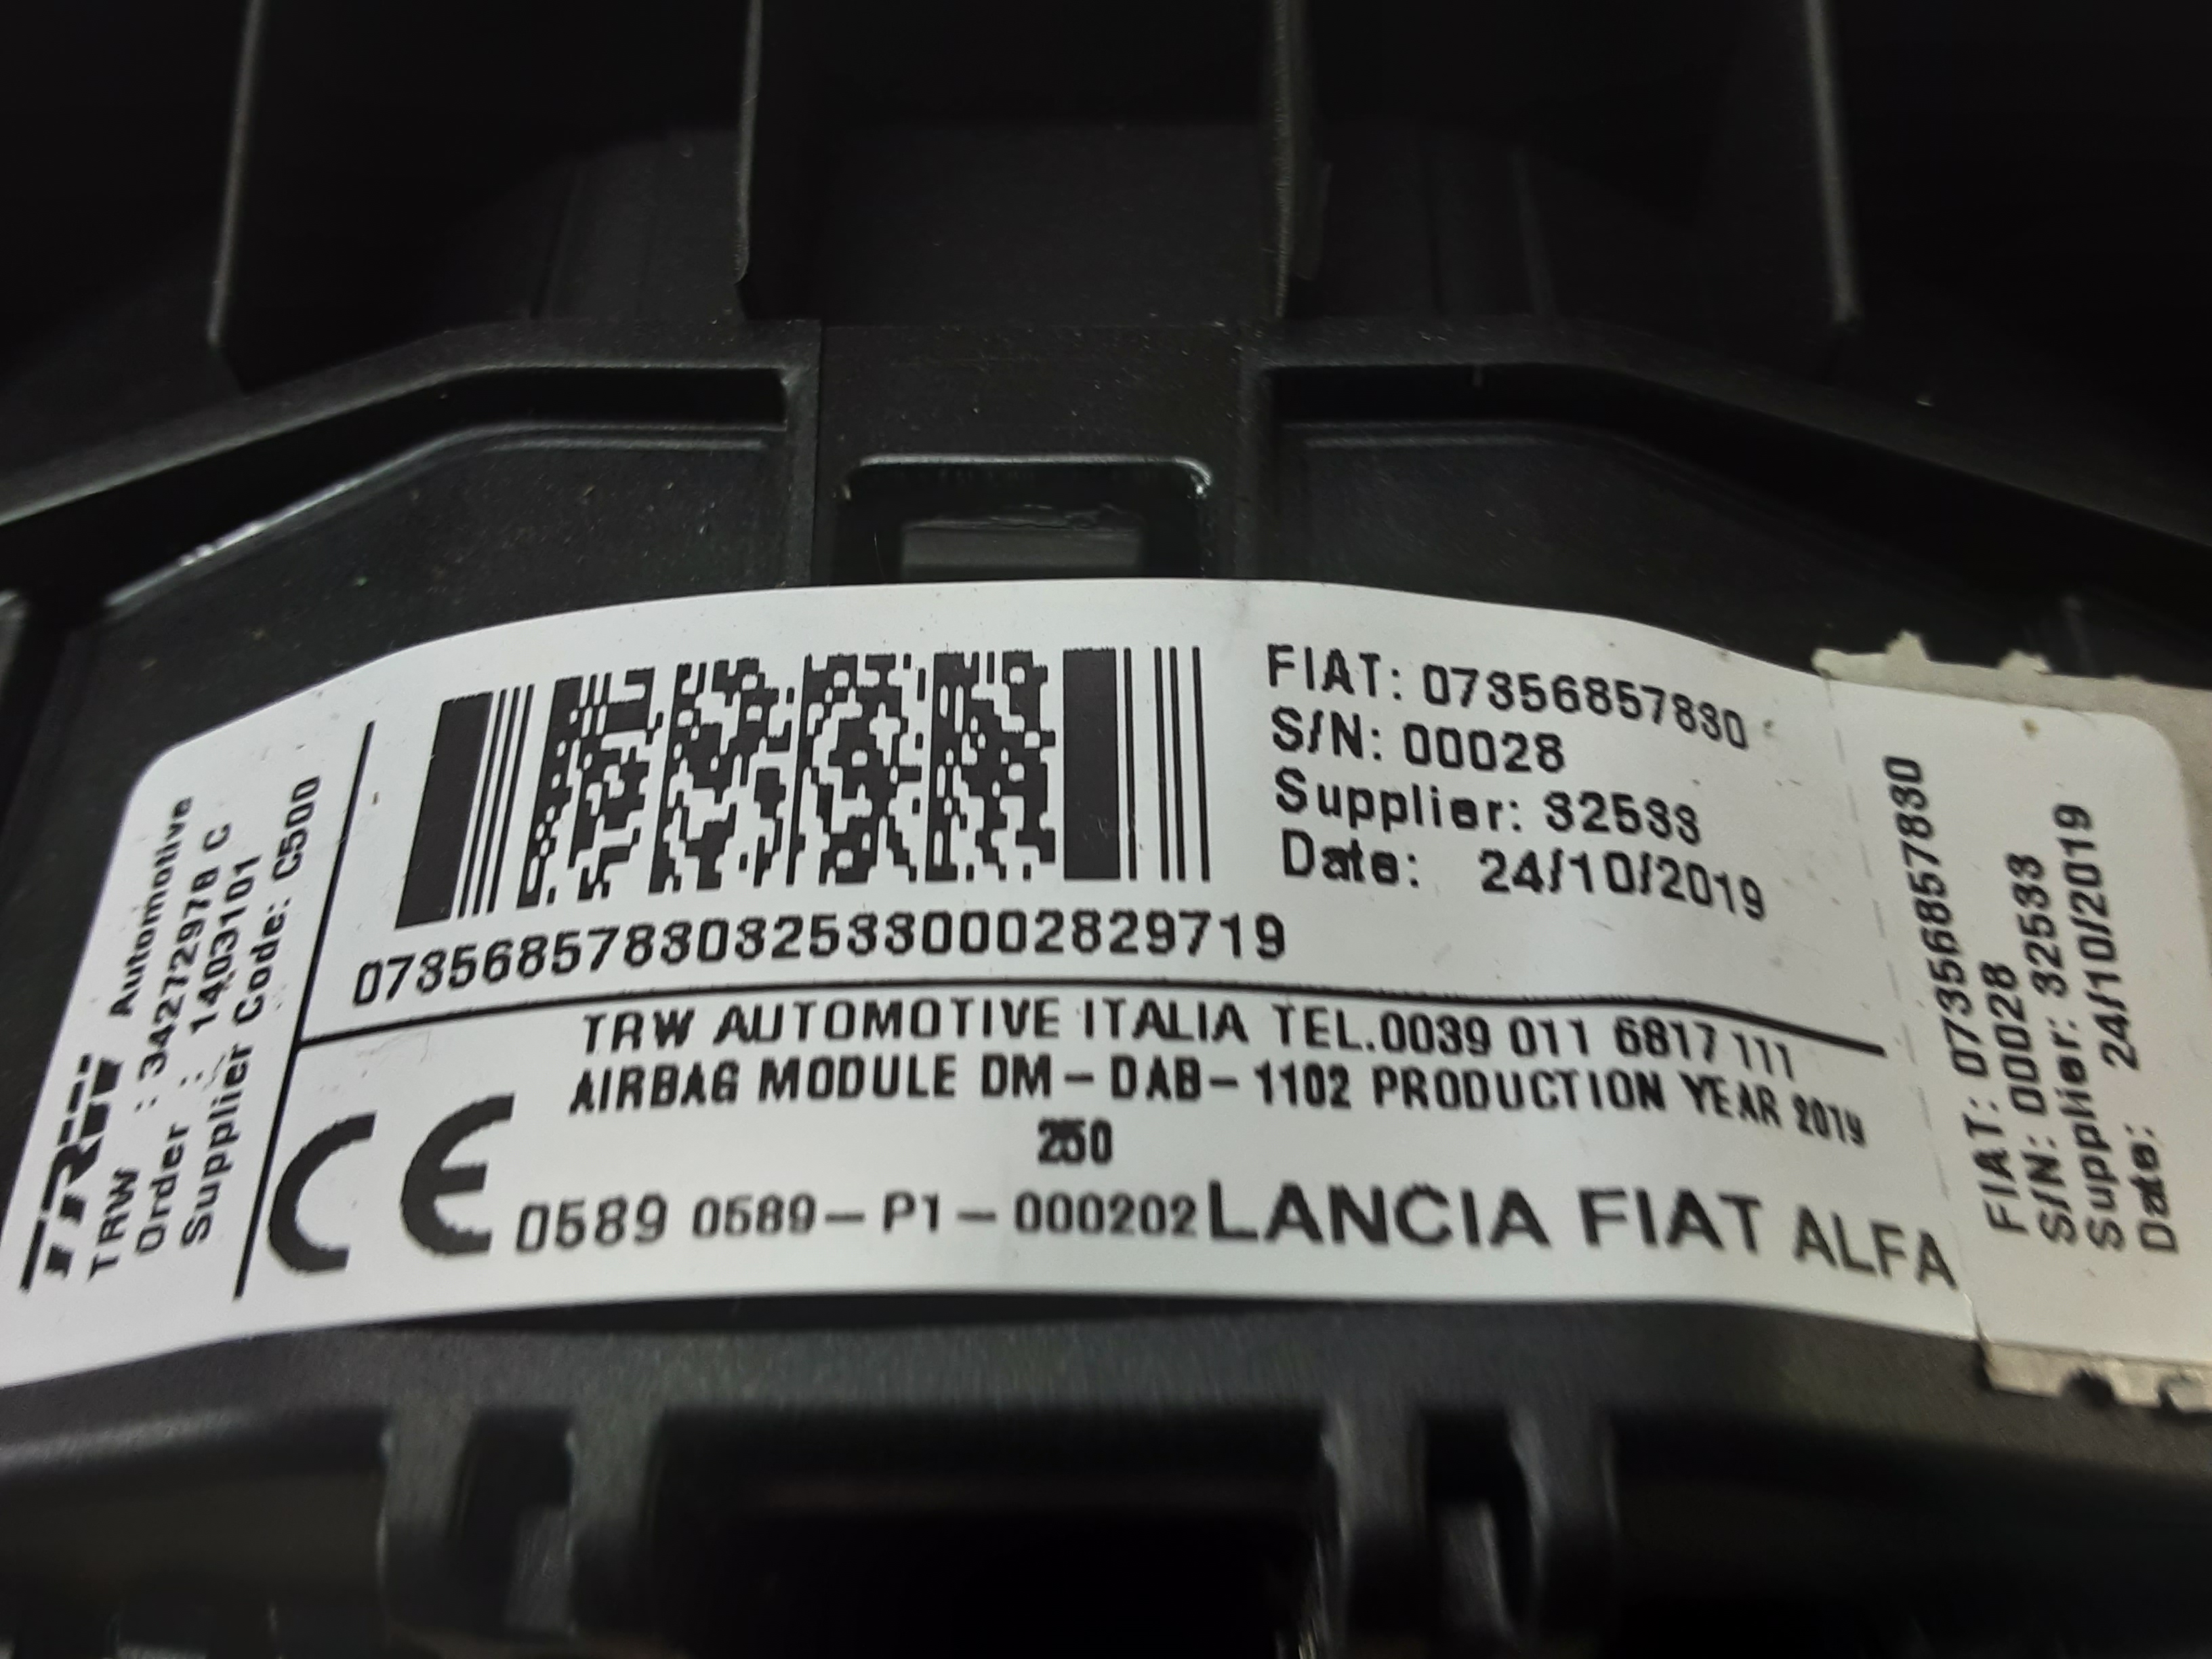 TRW Automotive
TRW : 34272978 C
Order : 1403101
Supplier Code: C500
FIAT: 07356857830
S/N: 00028
Supplier: 32533
Date: 24/10/2019
07356857830325330002829719
TRW AUTOMOTIVE ITALIA TEL.0039 011 6817 111
AIRBAG MODULE DM-DAB-1102 PRODUCTION YEAR 2019
250
CE 0589 0589-P1-000202 LANCIA FIAT ALFA
FIAT: 07356857830
S/N: 00028
Supplier: 32533
Date: 24/10/2019